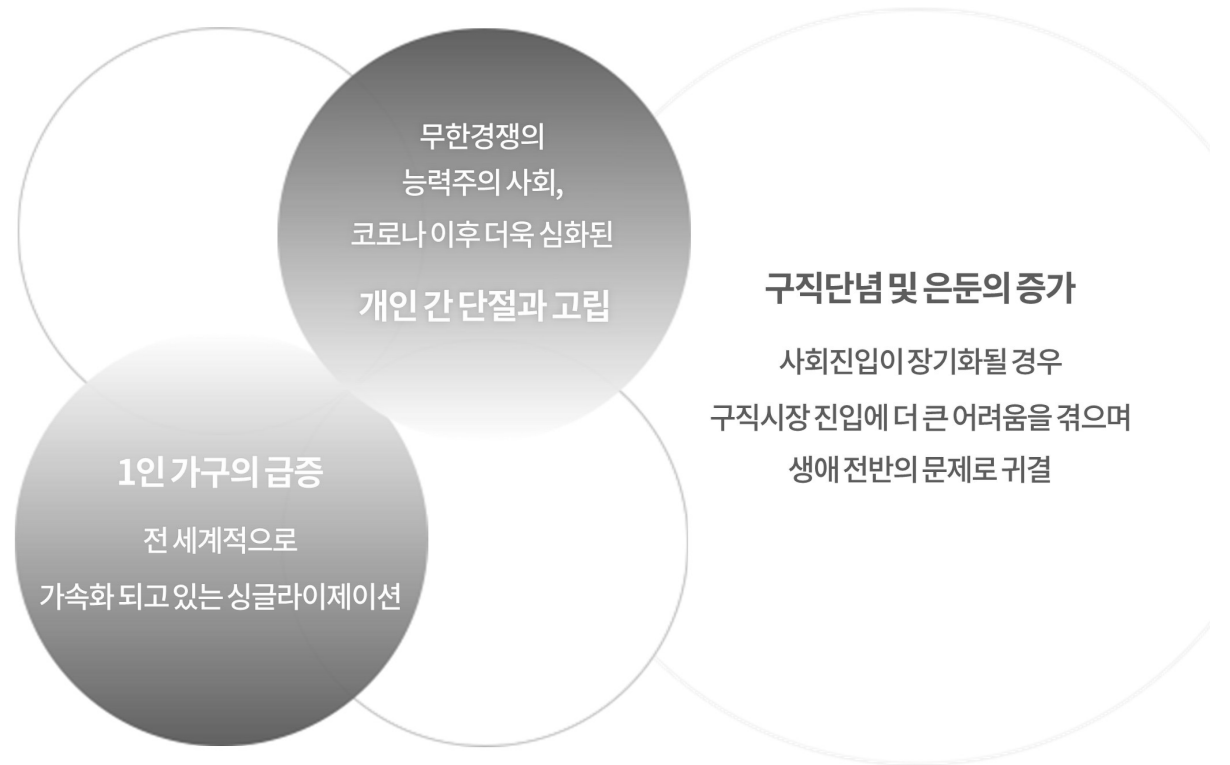 무한경쟁의
능력주의 사회,
코로나 이후 더욱 심화된
개인 간 단절과 고립
1인 가구의 급증
전 세계적으로
가속화 되고 있는 싱글라이제이션
구직단념 및 은둔의 증가
사회진입이 장기화될 경우
구직시장 진입에 더 큰 어려움을 겪으며
생애 전반의 문제로 귀결